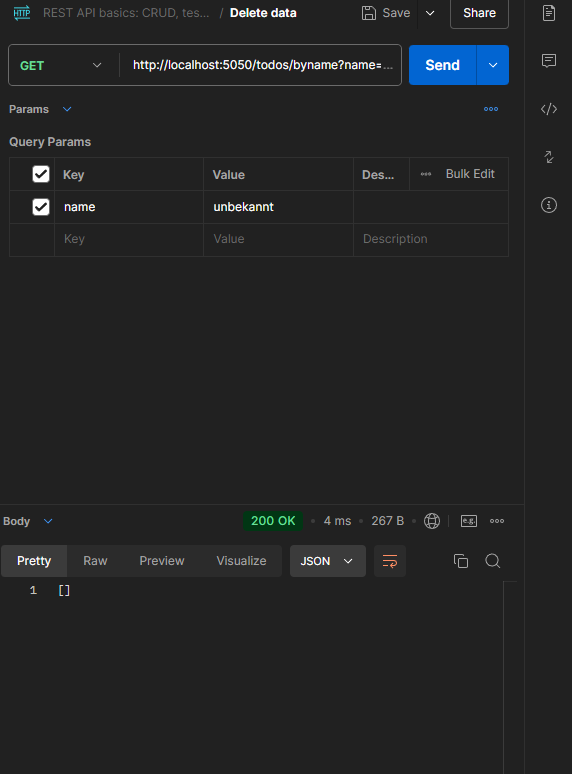 HTTP REST API basics: CRUD, tes... / Delete data Save Share
GET http://localhost:5050/todos/byname?name=... Send
Params
Query Params
Key Value Des... Bulk Edit
name unbekannt
Key Value Description
Body 200 OK • 4 ms • 267 B e.g.
Pretty Raw Preview Visualize JSON
1 []